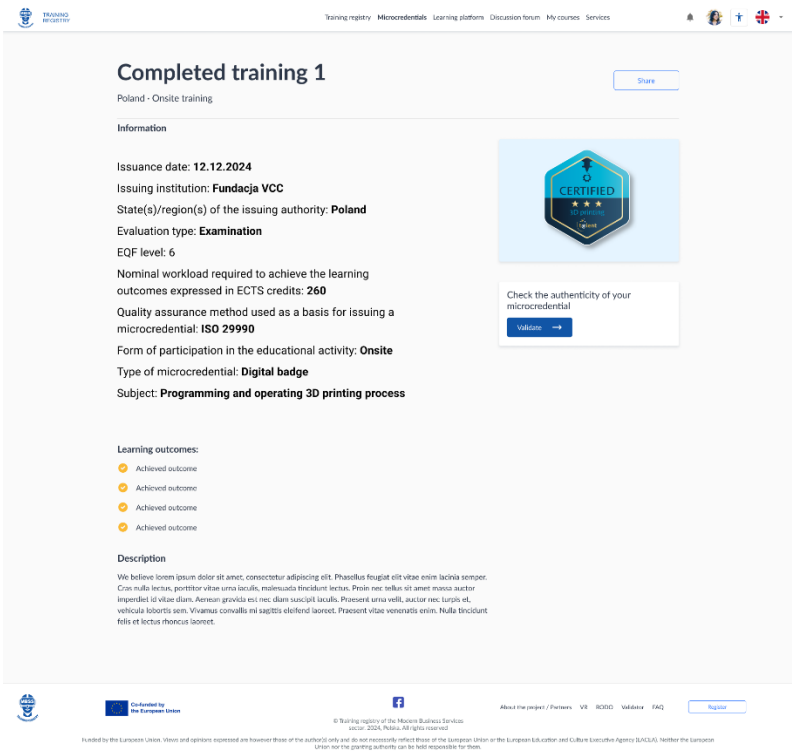 TRAINING
REGISTRY
Training registry Microcredentials Learning platform Discussion forum My courses Services
Completed training 1
Share
Poland · Onsite training
Information
Issuance date: 12.12.2024
Issuing institution: Fundacja VCC
State(s)/region(s) of the issuing authority: Poland
Evaluation type: Examination
EQF level: 6
Nominal workload required to achieve the learning
outcomes expressed in ECTS credits: 260
Quality assurance method used as a basis for issuing a
microcredential: ISO 29990
Form of participation in the educational activity: Onsite
Type of microcredential: Digital badge
Subject: Programming and operating 3D printing process
CERTIFIED
3D printing
talent
Check the authenticity of your
microcredential
Validate →
Learning outcomes:
Achieved outcome
Achieved outcome
Achieved outcome
Achieved outcome
Description
We believe lorem ipsum dolor sit amet, consectetur adipiscing elit. Phasellus feugiat elit vitae enim lacinia semper.
Cras nulla lectus, porttitor vitae urna iaculis, malesuada tincidunt lectus. Proin nec tellus sit amet massa auctor
imperdiet id vitae diam. Aenean gravida est nec diam suscipit iaculis. Praesent urna velit, auctor nec turpis et,
vehicula lobortis sem. Vivamus convallis mi sagittis eleifend laoreet. Praesent vitae venenatis enim. Nulla tincidunt
felis et lectus rhoncus laoreet.
MBSS
Co-funded by
the European Union
© Training registry of the Modern Business Services
sector. 2024, Polska. All rights reserved
About the project / Partners VR RODO Validator FAQ
Register
Funded by the European Union. Views and opinions expressed are however those of the author(s) only and do not necessarily reflect those of the European Union or the European Education and Culture Executive Agency (EACEA). Neither the European
Union nor the granting authority can be held responsible for them.